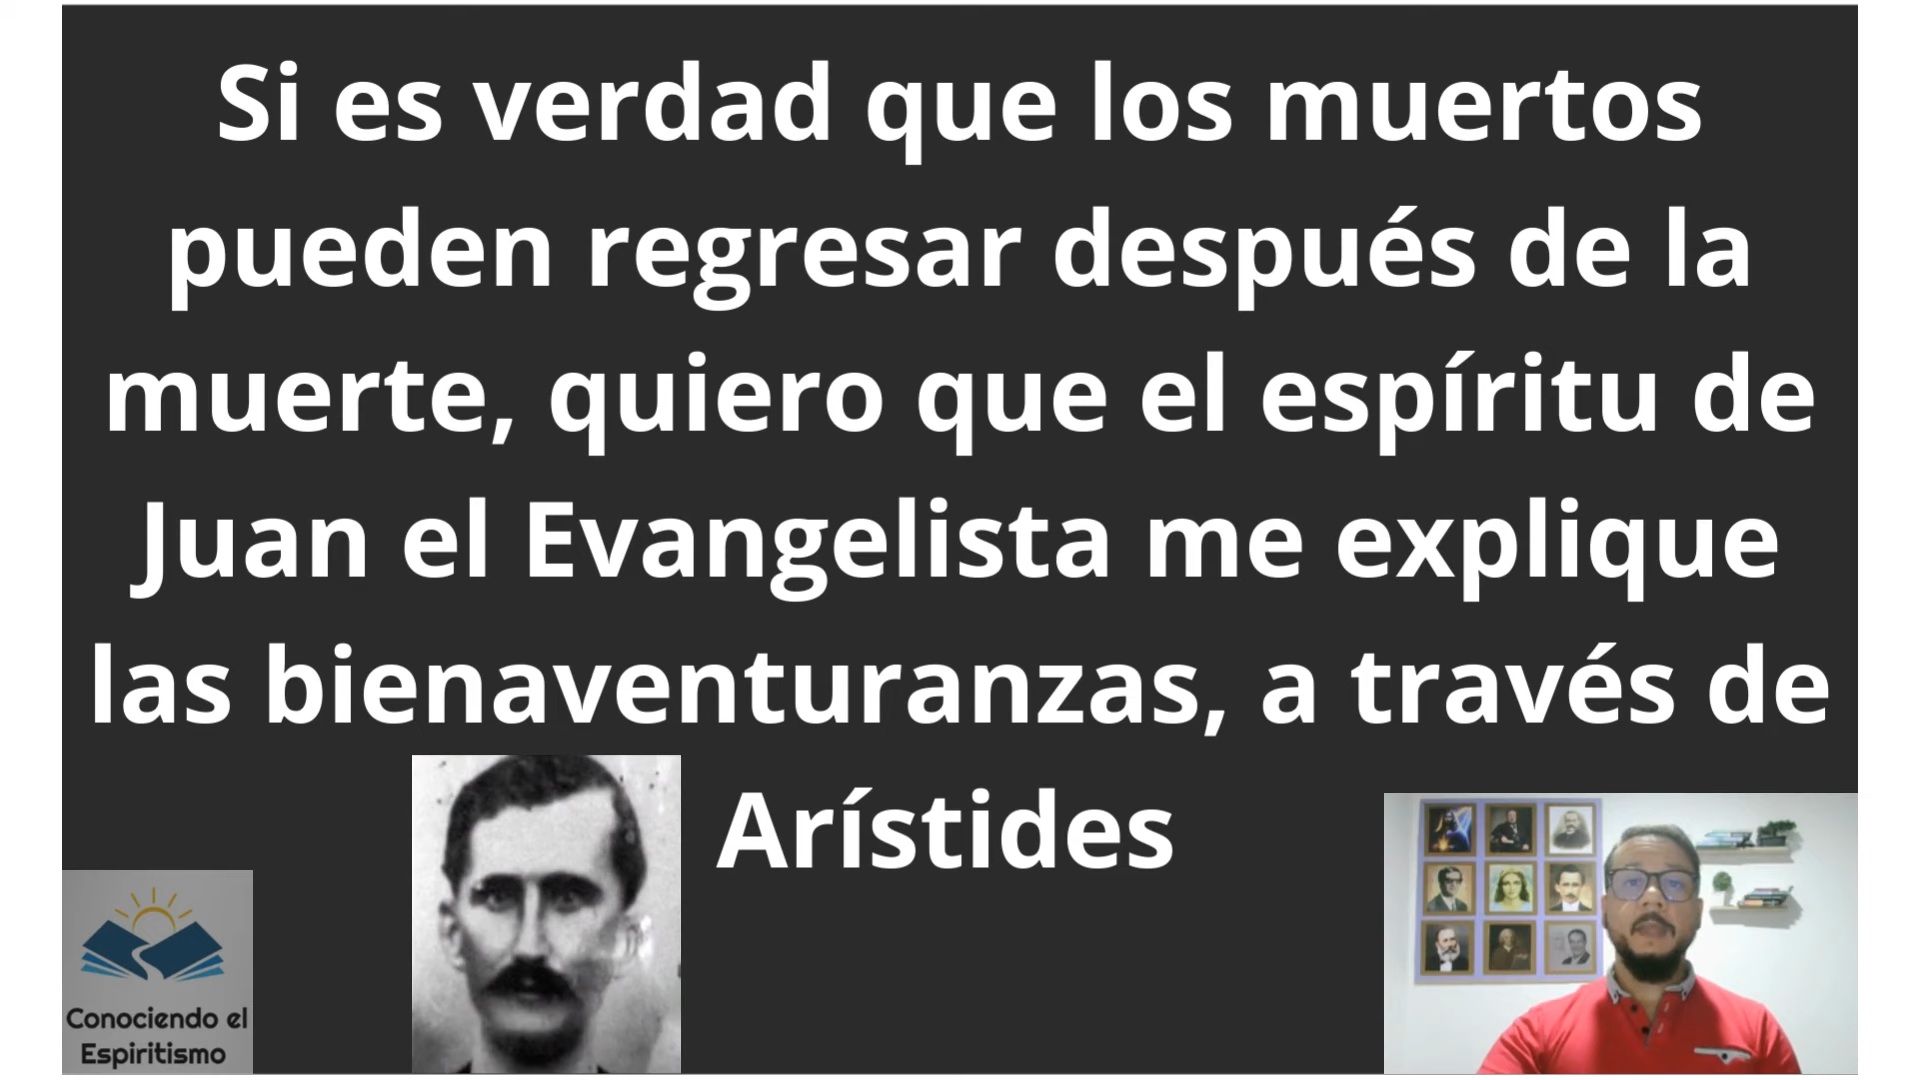 Si es verdad que los muertos
pueden regresar después de la
muerte, quiero que el espíritu de
Juan el Evangelista me explique
las bienaventuranzas, a través de
Arístides
Conociendo el
Espiritismo